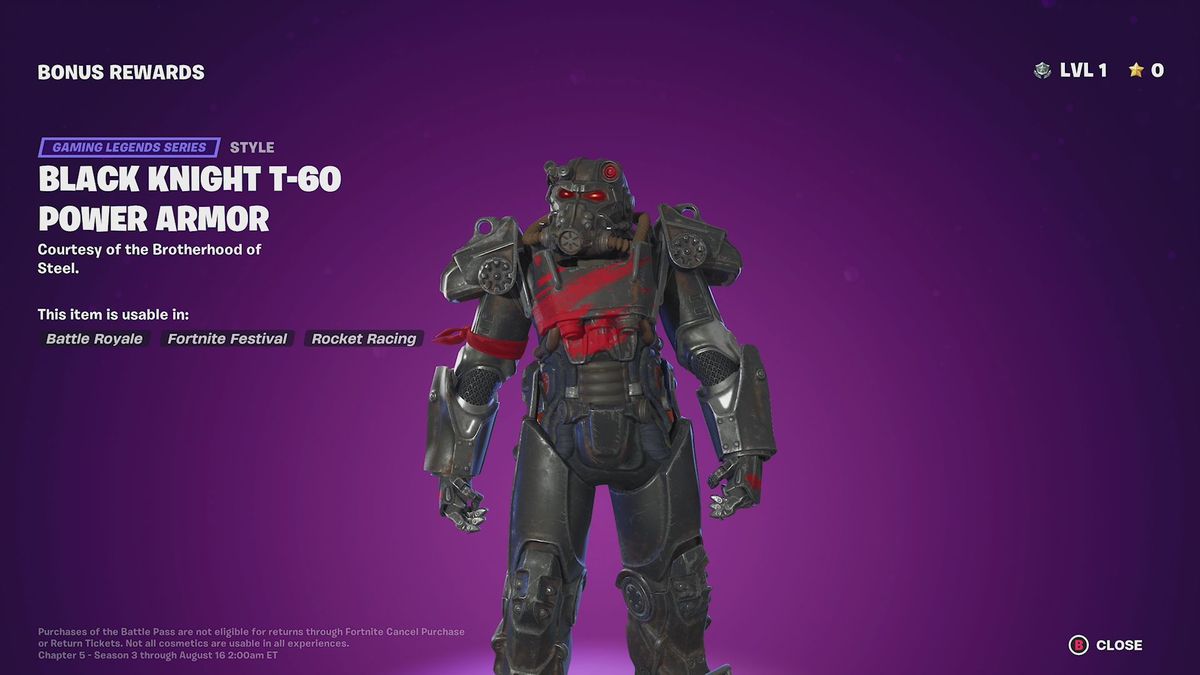 BONUS REWARDS
LVL 1 0
GAMING LEGENDS SERIES STYLE
BLACK KNIGHT T-60
POWER ARMOR
Courtesy of the Brotherhood of
Steel.
This item is usable in:
Battle Royale Fortnite Festival Rocket Racing
Purchases of the Battle Pass are not eligible for returns through Fortnite Cancel Purchase
or Return Tickets. Not all cosmetics are usable in all experiences.
Chapter 5 - Season 3 through August 16 2:00am ET
B CLOSE